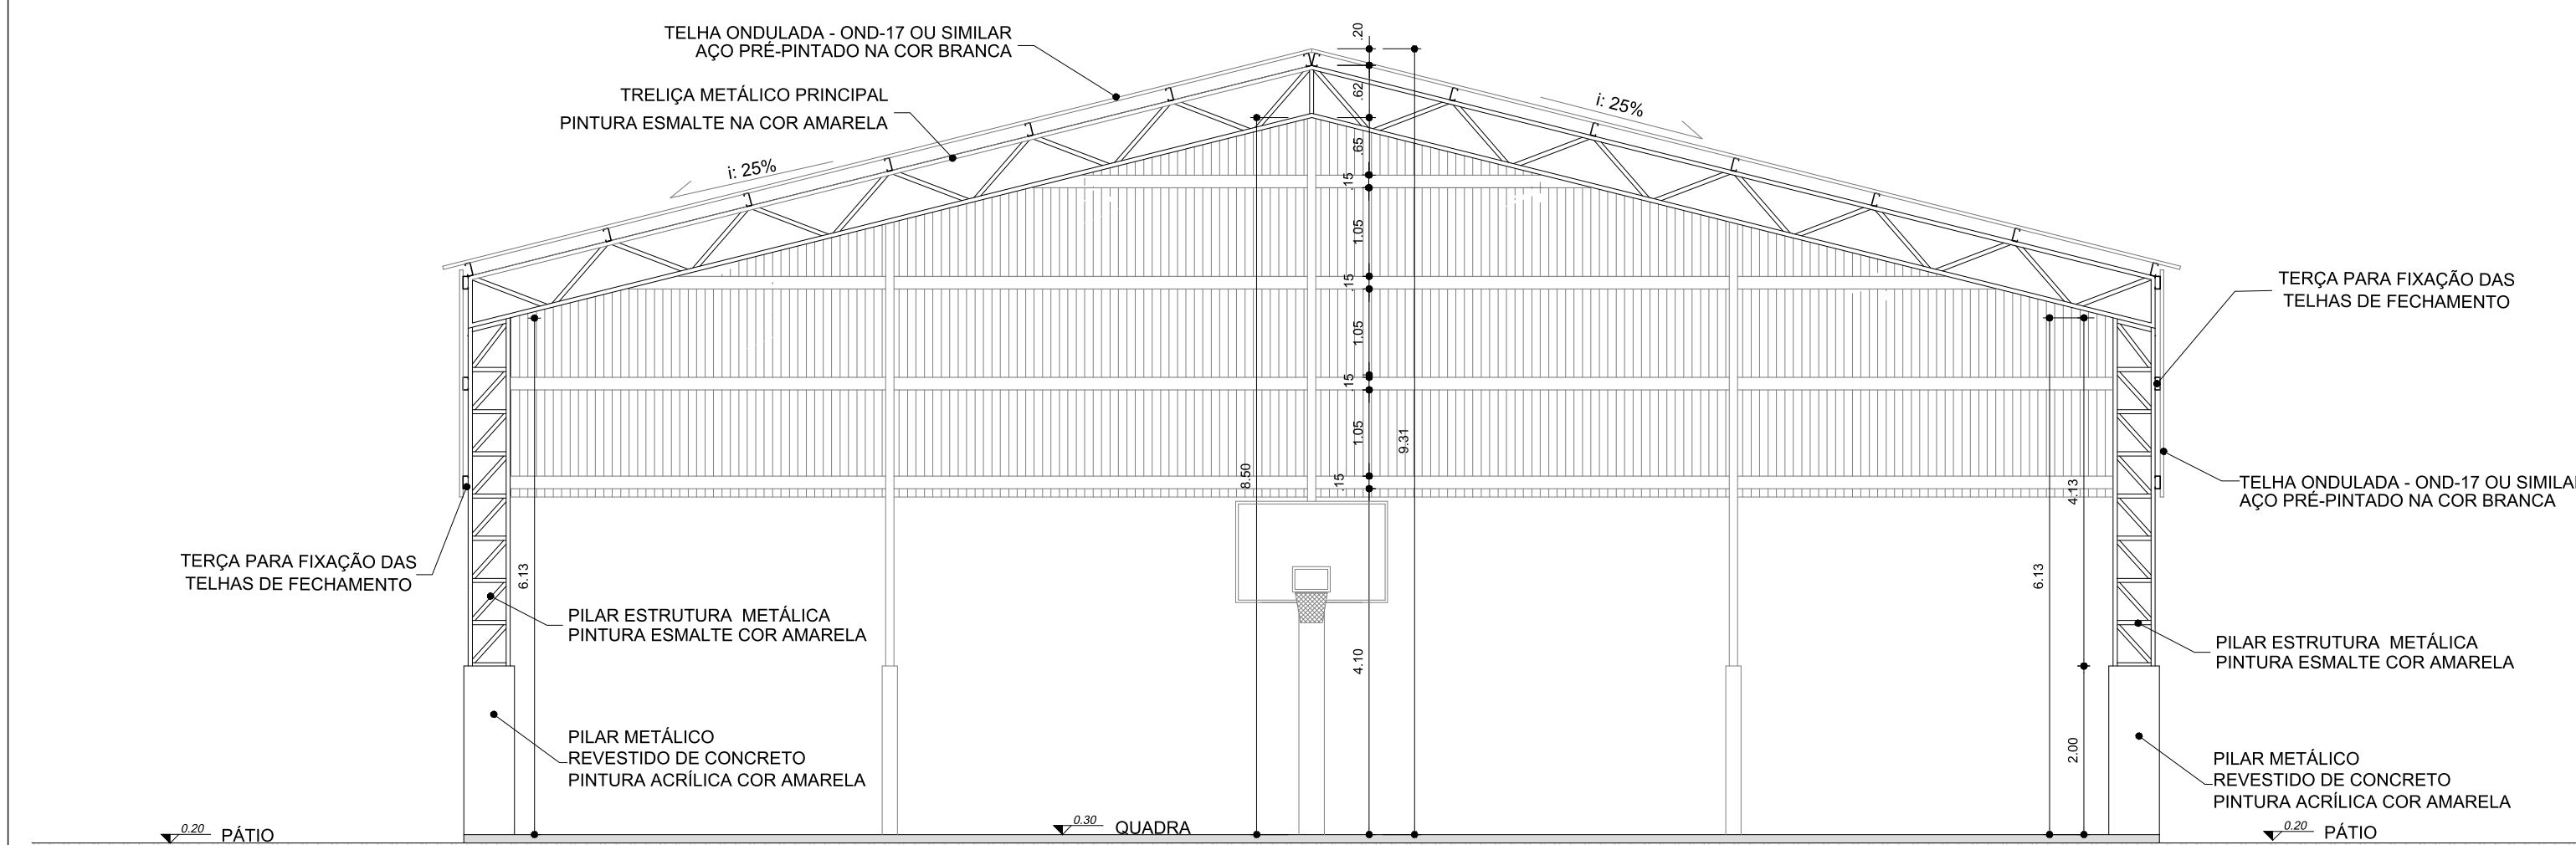 TELHA ONDULADA - OND-17 OU SIMILAR
AÇO PRÉ-PINTADO NA COR BRANCA
TRELIÇA METÁLICO PRINCIPAL
PINTURA ESMALTE NA COR AMARELA
i: 25%
i: 25%
.20
.62
.65
.15
1.05
.15
1.05
.15
1.05
.15
4.10
8.50
9.31
6.13
6.13
4.13
2.00
TERÇA PARA FIXAÇÃO DAS
TELHAS DE FECHAMENTO
TELHA ONDULADA - OND-17 OU SIMILAR
AÇO PRÉ-PINTADO NA COR BRANCA
TERÇA PARA FIXAÇÃO DAS
TELHAS DE FECHAMENTO
PILAR ESTRUTURA METÁLICA
PINTURA ESMALTE COR AMARELA
PILAR ESTRUTURA METÁLICA
PINTURA ESMALTE COR AMARELA
PILAR METÁLICO
REVESTIDO DE CONCRETO
PINTURA ACRÍLICA COR AMARELA
PILAR METÁLICO
REVESTIDO DE CONCRETO
PINTURA ACRÍLICA COR AMARELA
0.20 PÁTIO
0.30 QUADRA
0.20 PÁTIO